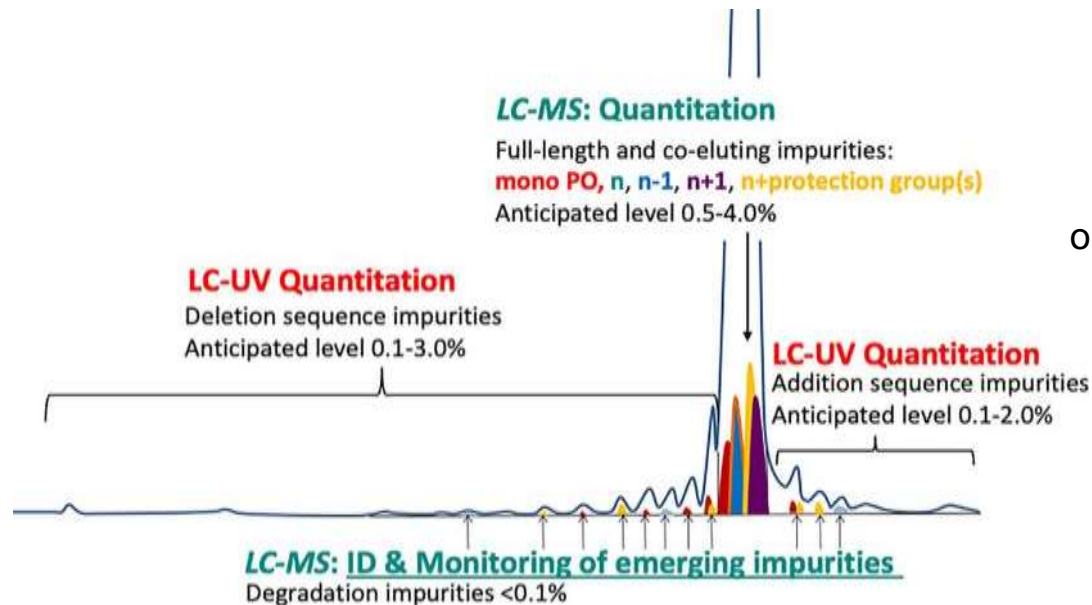 LC-MS: Quantitation
Full-length and co-eluting impurities:
mono PO, n, n-1, n+1, n+protection group(s)
Anticipated level 0.5-4.0%
o
LC-UV Quantitation
Deletion sequence impurities
Anticipated level 0.1-3.0%
LC-UV Quantitation
Addition sequence impurities
Anticipated level 0.1-2.0%
LC-MS: ID & Monitoring of emerging impurities
Degradation impurities <0.1%